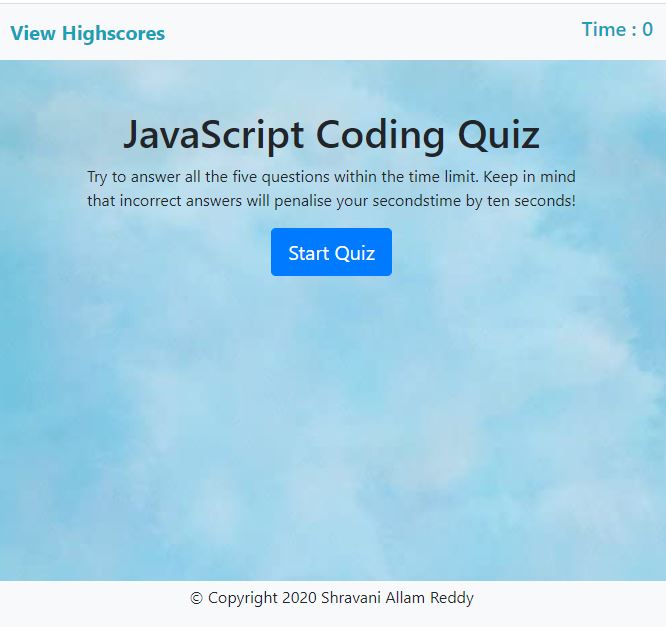 View Highscores
Time : 0
JavaScript Coding Quiz
Try to answer all the five questions within the time limit. Keep in mind
that incorrect answers will penalise your secondstime by ten seconds!
Start Quiz
© Copyright 2020 Shravani Allam Reddy